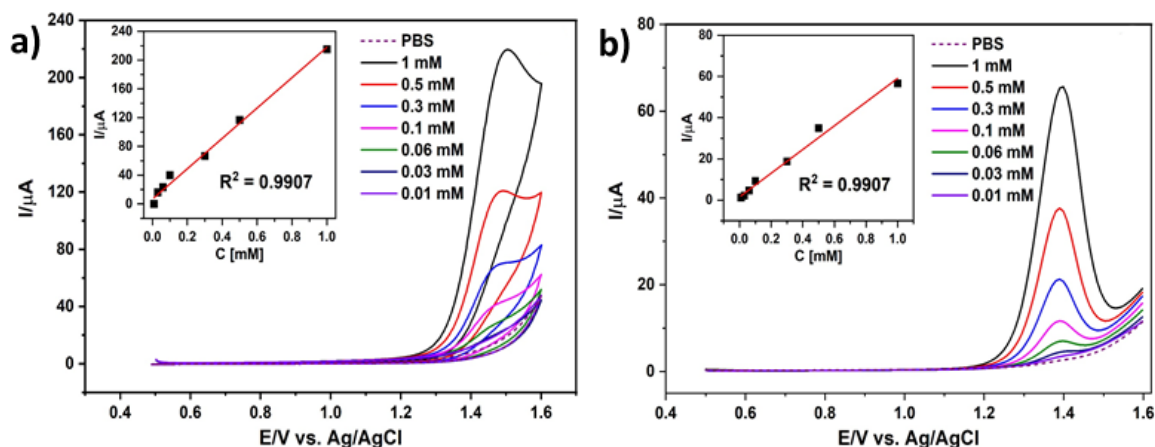 a)
240
200
160
120
80
40
0
I/µA
0.4 0.6 0.8 1.0 1.2 1.4 1.6
E/V vs. Ag/AgCl
240
200
160
120
80
40
0
I/µA
0.0 0.2 0.4 0.6 0.8 1.0
C [mM]
R² = 0.9907
PBS
1 mM
0.5 mM
0.3 mM
0.1 mM
0.06 mM
0.03 mM
0.01 mM
b)
80
60
40
20
0
I/µA
0.4 0.6 0.8 1.0 1.2 1.4 1.6
E/V vs. Ag/AgCl
80
60
40
20
0
I/µA
0.0 0.2 0.4 0.6 0.8 1.0
C [mM]
R² = 0.9907
PBS
1 mM
0.5 mM
0.3 mM
0.1 mM
0.06 mM
0.03 mM
0.01 mM